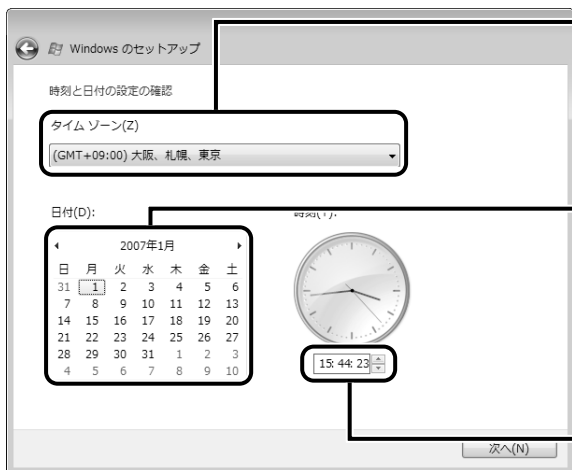 Windows のセットアップ
時刻と日付の設定の確認
タイム ゾーン(Z)
(GMT+09:00) 大阪、札幌、東京
日付(D):
時刻(T):
2007年1月
日 月 火 水 木 金 土
31 1 2 3 4 5 6
7 8 9 10 11 12 13
14 15 16 17 18 19 20
21 22 23 24 25 26 27
28 29 30 31 1 2 3
4 5 6 7 8 9 10
15: 44: 23
次へ(N)